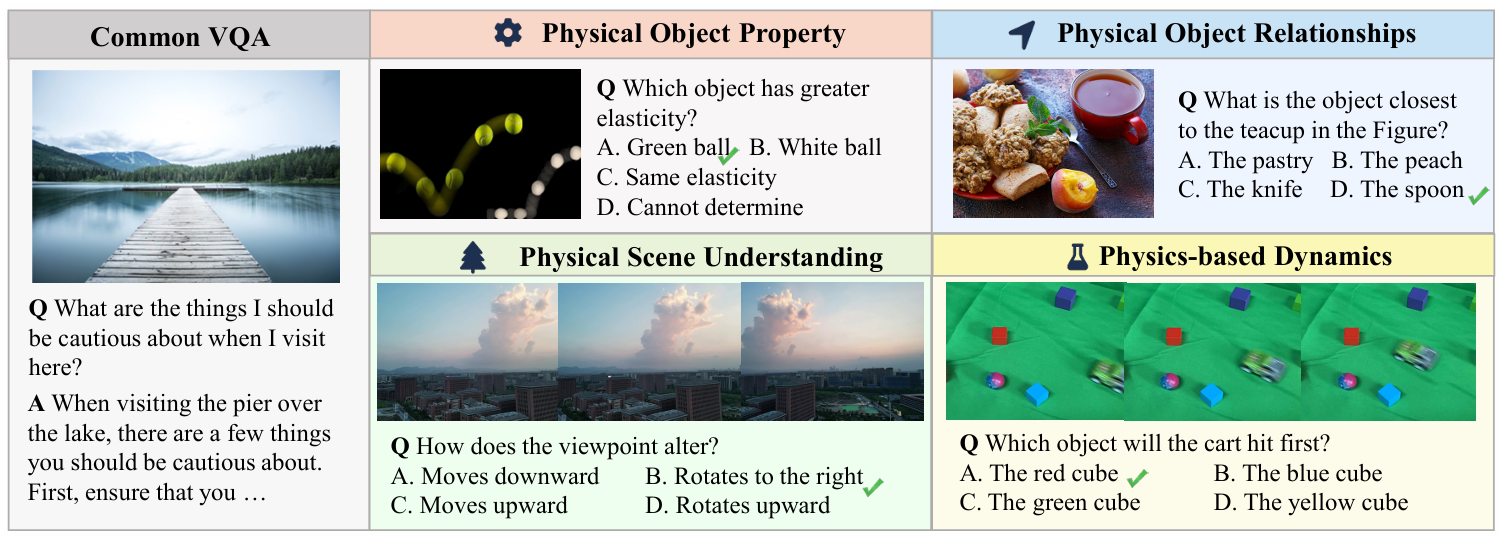 Common VQA
Q What are the things I should
be cautious about when I visit
here?
A When visiting the pier over
the lake, there are a few things
you should be cautious about.
First, ensure that you …
Physical Object Property
Q Which object has greater
elasticity?
A. Green ball B. White ball
C. Same elasticity
D. Cannot determine
Physical Object Relationships
Q What is the object closest
to the teacup in the Figure?
A. The pastry B. The peach
C. The knife D. The spoon
Physical Scene Understanding
Q How does the viewpoint alter?
A. Moves downward B. Rotates to the right
C. Moves upward D. Rotates upward
Physics-based Dynamics
Q Which object will the cart hit first?
A. The red cube B. The blue cube
C. The green cube D. The yellow cube